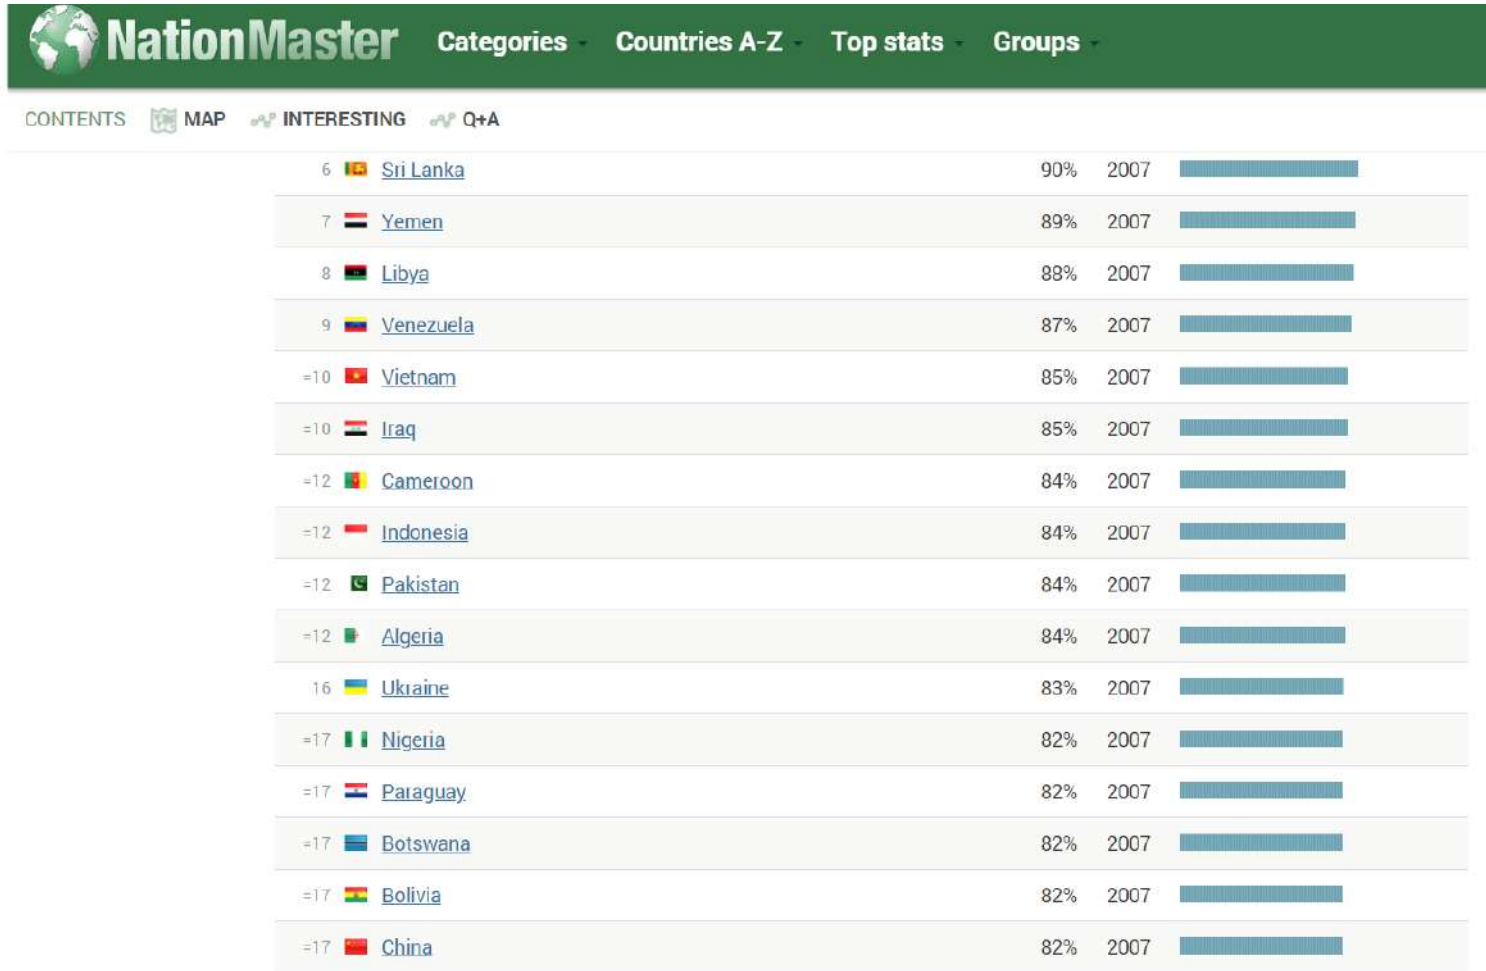 NationMaster Categories Countries A-Z Top stats Groups
CONTENTS MAP INTERESTING Q+A
6 Sri Lanka 90% 2007
7 Yemen 89% 2007
8 Libya 88% 2007
9 Venezuela 87% 2007
=10 Vietnam 85% 2007
=10 Iraq 85% 2007
=12 Cameroon 84% 2007
=12 Indonesia 84% 2007
=12 Pakistan 84% 2007
=12 Algeria 84% 2007
16 Ukraine 83% 2007
=17 Nigeria 82% 2007
=17 Paraguay 82% 2007
=17 Botswana 82% 2007
=17 Bolivia 82% 2007
=17 China 82% 2007